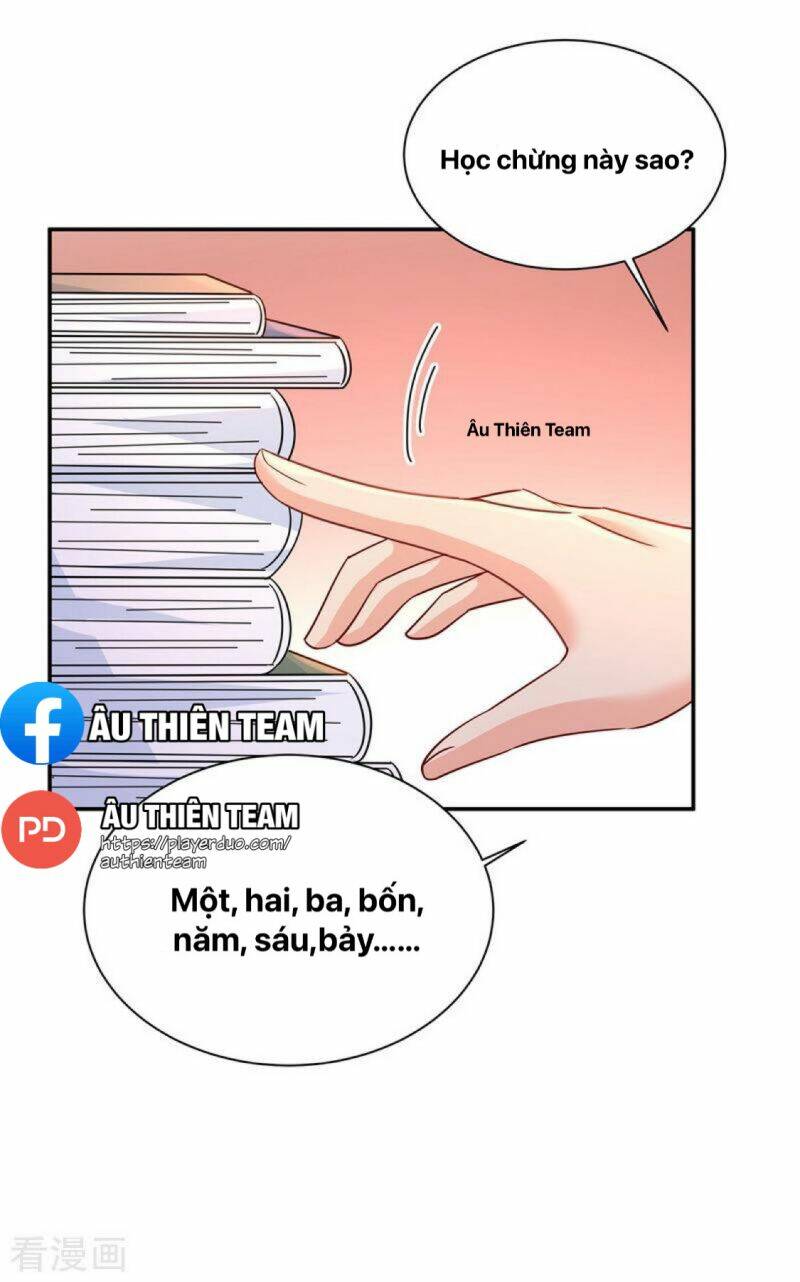 Học chừng này sao?
Âu Thiên Team
ÂU THIÊN TEAM
PD
ÂU THIÊN TEAM
https://playerduo.com/
authienteam
Một, hai, ba, bốn,
năm, sáu,bảy......
看漫画